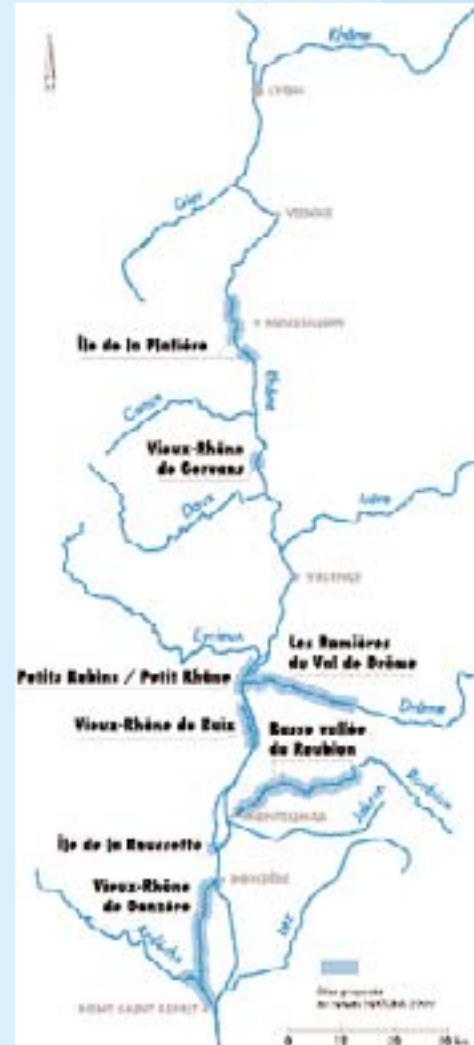 Rhône
LYON
Gier
VIENNE
Île de la Platière
Rhône
Cance
Vieux-Rhône
de Gervans
Doux
Isère
VALENCE
Eyrieux
Les Ramières
du Val de Drôme
Petits Robins / Petit Rhône
Drôme
Vieux-Rhône de Baix
Basse vallée
du Roubion
Roubion
Jabron
MONTÉLIMAR
Île de la Roussette
DONZÈRE
Vieux-Rhône
de Donzère
Ardèche
Lez
PONT SAINT ESPRIT
Sites proposés
0 10 20 30 km